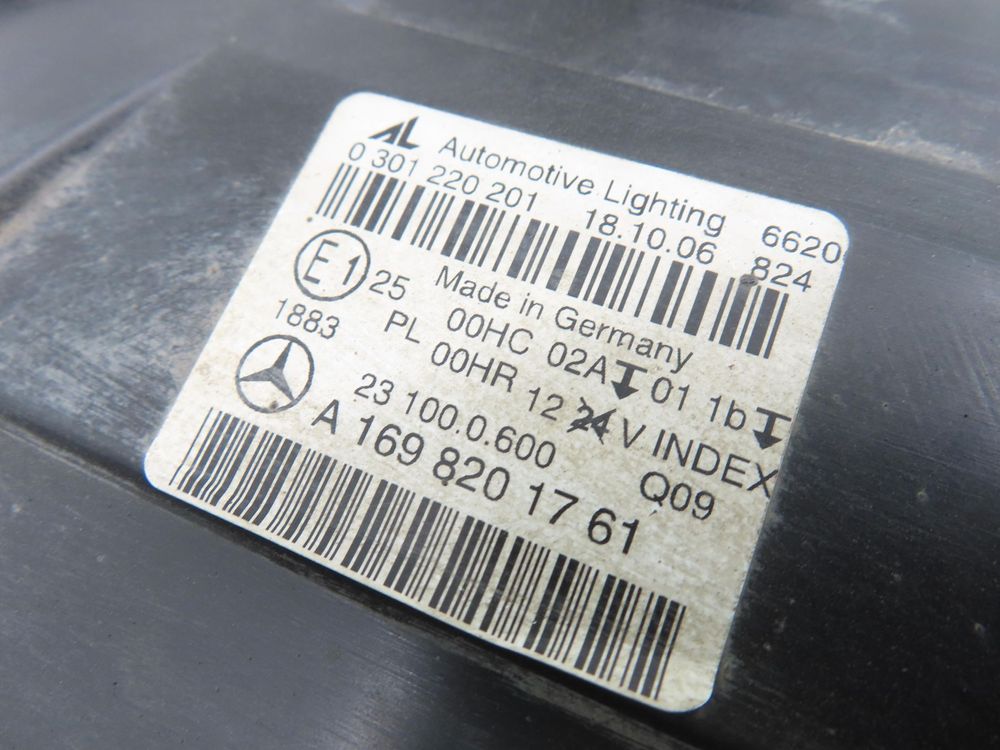 AL Automotive Lighting 6620
0 301 220 201 18.10.06 824
E1 25 Made in Germany
1883 PL 00HC 02A 01 1b
00HR 12 24 V INDEX
23 100.0.600 Q09
A 169 820 17 61